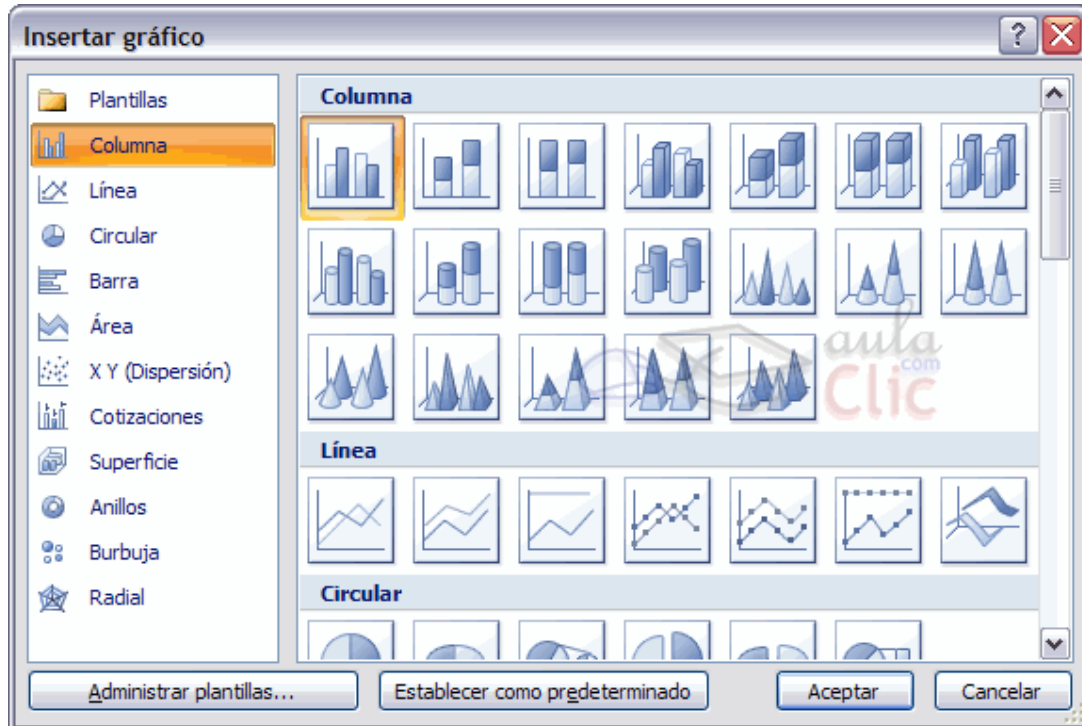 Insertar gráfico
Plantillas
Columna
Línea
Circular
Barra
Área
X Y (Dispersión)
Cotizaciones
Superficie
Anillos
Burbuja
Radial
Columna
aula
.com
Clic
Línea
Circular
Administrar plantillas...
Establecer como predeterminado
Aceptar
Cancelar